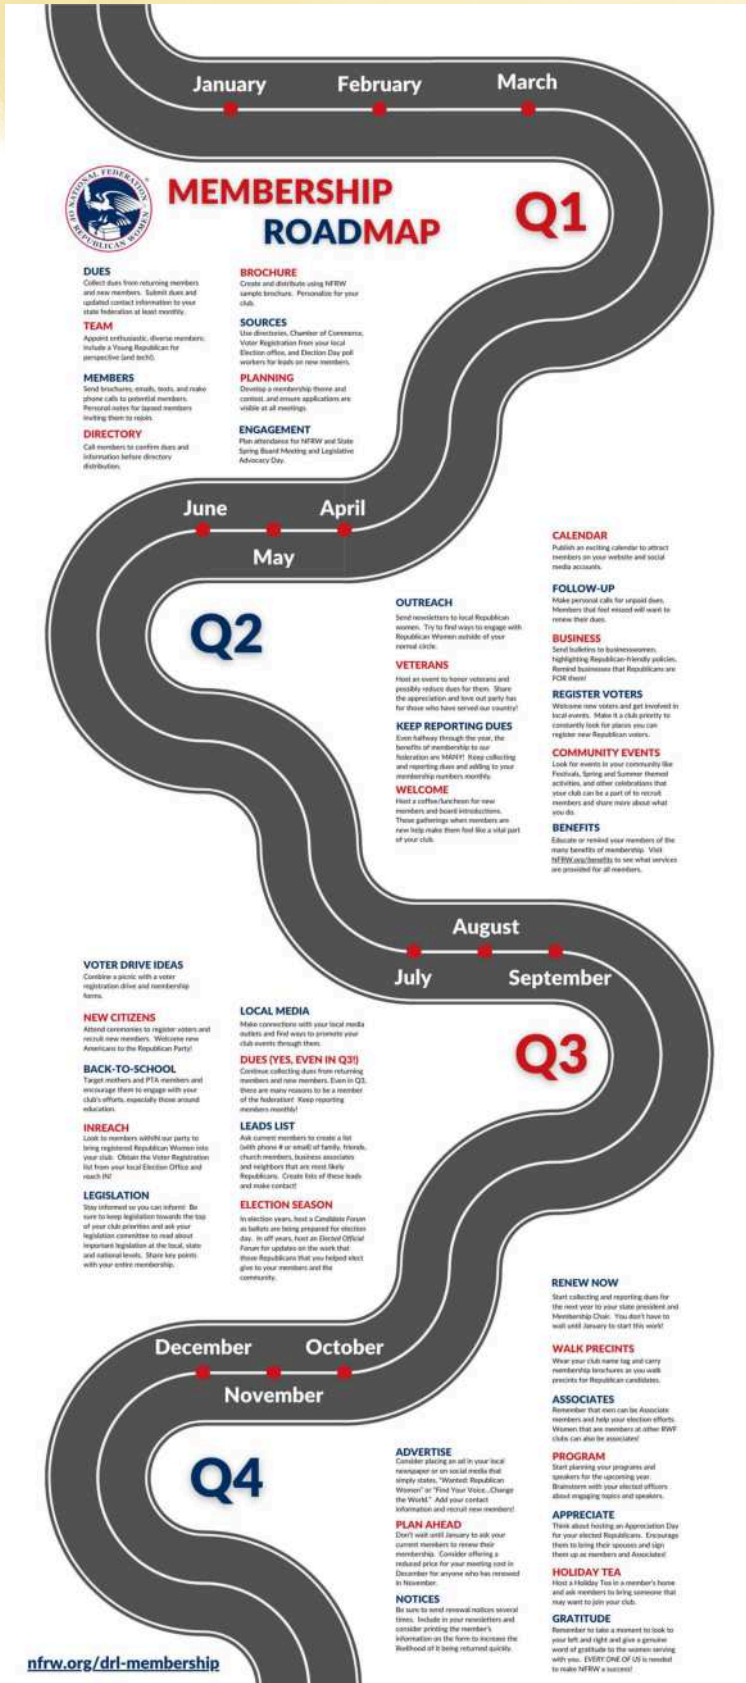 January
February
March
NATIONAL FEDERATION
OF REPUBLICAN WOMEN
®
MEMBERSHIP
ROADMAP
Q1
DUES
Collect dues from returning members
and new members. Submit dues and
updated contact information to your
state federation at least monthly.
TEAM
Appoint enthusiastic, diverse members;
include a Young Republican for
perspective (and tech!).
MEMBERS
Send brochures, emails, texts, and make
phone calls to potential members.
Personal notes for lapsed members
inviting them to rejoin.
DIRECTORY
Call members to confirm dues and
information before directory
distribution.
BROCHURE
Create and distribute using NFRW
sample brochure. Personalize for your
club.
SOURCES
Use directories, Chamber of Commerce,
Voter Registration from your local
Election office, and Election Day poll
workers for leads on new members.
PLANNING
Develop a membership theme and
contest, and ensure applications are
visible at all meetings.
ENGAGEMENT
Plan attendance for NFRW and State
Spring Board Meeting and Legislative
Advocacy Day.
June
April
May
Q2
OUTREACH
Send newsletters to local Republican
women. Try to find ways to engage with
Republican Women outside of your
normal circle.
VETERANS
Host an event to honor veterans and
possibly reduce dues for them. Share
the appreciation and love out party has
for those who have served our country!
KEEP REPORTING DUES
Even halfway through the year, the
benefits of membership to our
federation are MANY! Keep collecting
and reporting dues and adding to your
membership numbers monthly.
WELCOME
Host a coffee/luncheon for new
members and board introductions.
These gatherings when members are
new help make them feel like a vital part
of your club.
CALENDAR
Publish an exciting calendar to attract
members on your website and social
media accounts.
FOLLOW-UP
Make personal calls for unpaid dues.
Members that feel missed will want to
renew their dues.
BUSINESS
Send bulletins to businesswomen,
highlighting Republican-friendly policies.
Remind businesses that Republicans are
FOR them!
REGISTER VOTERS
Welcome new voters and get involved in
local events. Make it a club priority to
constantly look for places you can
register new Republican voters.
COMMUNITY EVENTS
Look for events in your community like
Festivals, Spring and Summer themed
activities, and other celebrations that
your club can be a part of to recruit
members and share more about what
you do.
BENEFITS
Educate or remind your members of the
many benefits of membership. Visit
NFRW.org/benefits to see what services
are provided for all members.
August
July
September
Q3
VOTER DRIVE IDEAS
Combine a picnic with a voter
registration drive and membership
forms.
NEW CITIZENS
Attend ceremonies to register voters and
recruit new members. Welcome new
Americans to the Republican Party!
BACK-TO-SCHOOL
Target mothers and PTA members and
encourage them to engage with your
club's efforts, especially those around
education.
INREACH
Look to members withIN our party to
bring registered Republican Women into
your club. Obtain the Voter Registration
list from your local Election Office and
reach IN!
LEGISLATION
Stay informed so you can inform! Be
sure to keep legislation towards the top
of your club priorities and ask your
legislation committee to read about
important legislation at the local, state
and national levels. Share key points
with your entire membership.
LOCAL MEDIA
Make connections with your local media
outlets and find ways to promote your
club events through them.
DUES (YES, EVEN IN Q3!)
Continue collecting dues from returning
members and new members. Even in Q3,
there are many reasons to be a member
of the federation! Keep reporting
members monthly!
LEADS LIST
Ask current members to create a list
(with phone # or email) of family, friends,
church members, business associates
and neighbors that are most likely
Republicans. Create lists of these leads
and make contact!
ELECTION SEASON
In election years, host a Candidate Forum
as ballots are being prepared for election
day. In off years, host an Elected Official
Forum for updates on the work that
those Republicans that you helped elect
give to your members and the
community.
December
October
November
Q4
ADVERTISE
Consider placing an ad in your local
newspaper or on social media that
simply states, "Wanted: Republican
Women" or "Find Your Voice...Change
the World." Add your contact
information and recruit new members!
PLAN AHEAD
Don't wait until January to ask your
current members to renew their
membership. Consider offering a
reduced price for your meeting cost in
December for anyone who has renewed
in November.
NOTICES
Be sure to send renewal notices several
times. Include in your newsletters and
consider printing the member's
information on the form to increase the
likelihood of it being returned quickly.
RENEW NOW
Start collecting and reporting dues for
the next year to your state president and
Membership Chair. You don't have to
wait until January to start this work!
WALK PRECINTS
Wear your club name tag and carry
membership brochures as you walk
precints for Republican candidates.
ASSOCIATES
Remember that men can be Associate
members and help your election efforts.
Women that are members at other RWF
clubs can also be associates!
PROGRAM
Start planning your programs and
speakers for the upcoming year.
Brainstorm with your elected officers
about engaging topics and speakers.
APPRECIATE
Think about hosting an Appreciation Day
for your elected Republicans. Encourage
them to bring their spouses and sign
them up as members and Associates!
HOLIDAY TEA
Host a Holiday Tea in a member's home
and ask members to bring someone that
may want to join your club.
GRATITUDE
Remember to take a moment to look to
your left and right and give a genuine
word of gratitude to the women serving
with you. EVERY ONE OF US is needed
to make NFRW a success!
nfrw.org/drl-membership